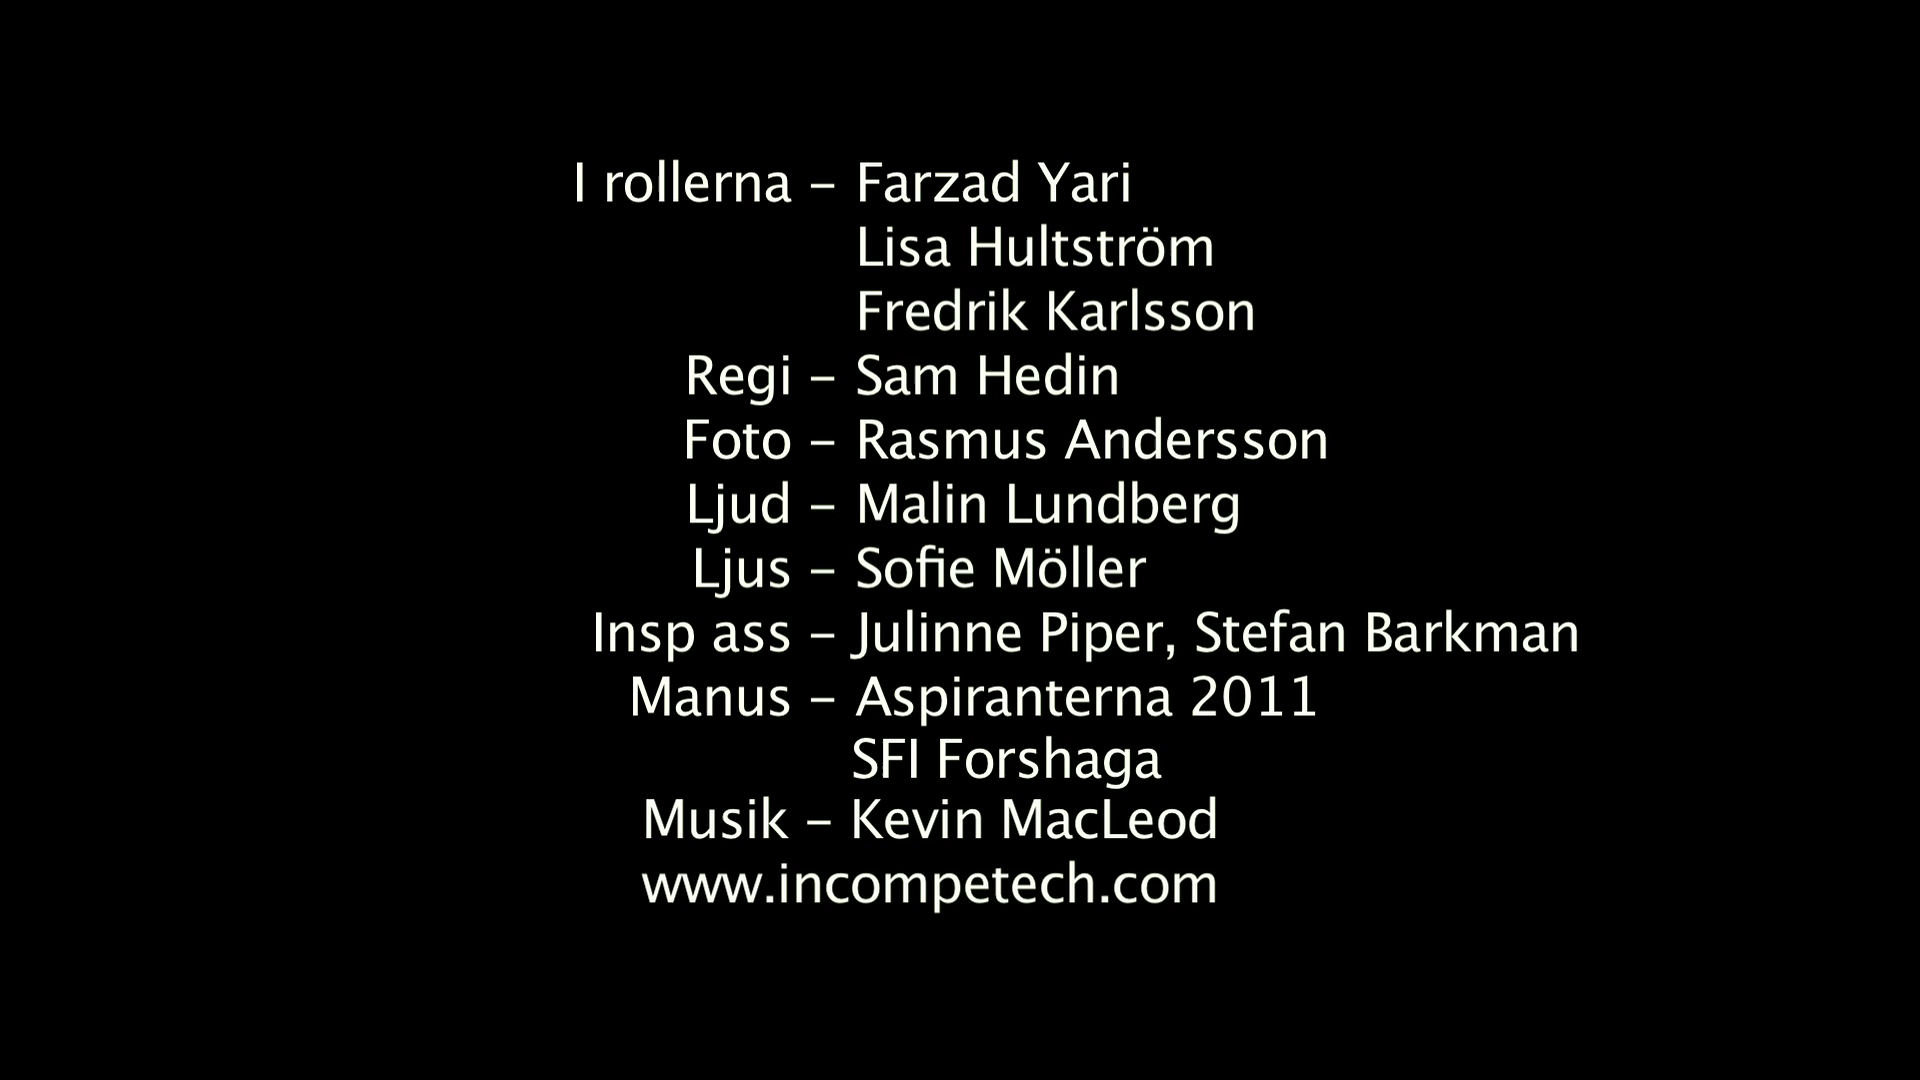 I rollerna – Farzad Yari
Lisa Hultström
Fredrik Karlsson
Regi – Sam Hedin
Foto – Rasmus Andersson
Ljud – Malin Lundberg
Ljus – Sofie Möller
Insp ass – Julinne Piper, Stefan Barkman
Manus – Aspiranterna 2011
SFI Forshaga
Musik – Kevin MacLeod
www.incompetech.com